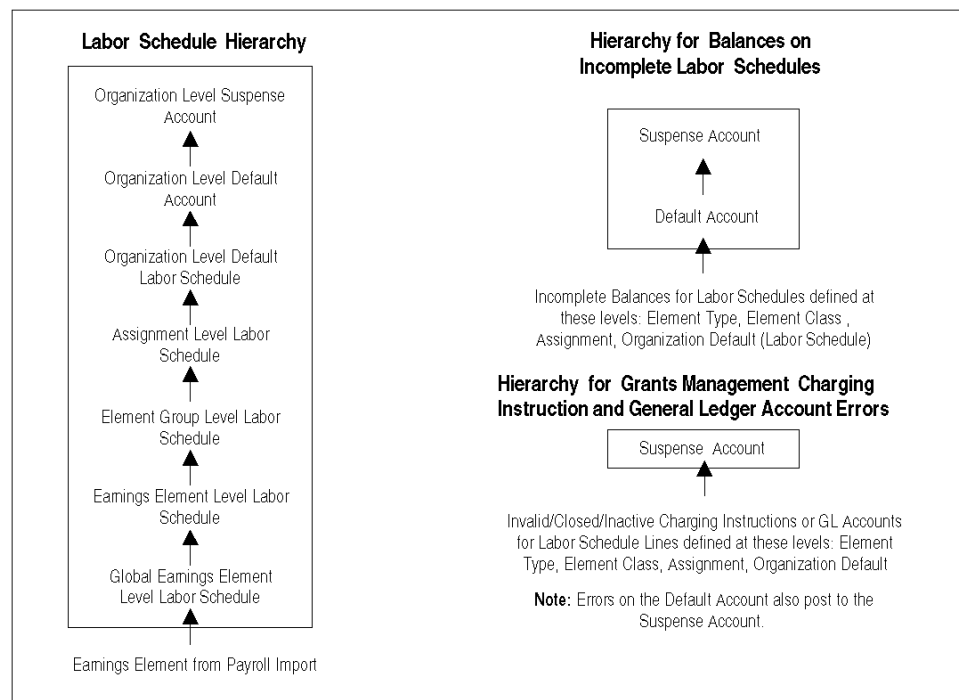 Labor Schedule Hierarchy
Organization Level Suspense
Account
Organization Level Default
Account
Organization Level Default
Labor Schedule
Assignment Level Labor
Schedule
Element Group Level Labor
Schedule
Earnings Element Level Labor
Schedule
Global Earnings Element
Level Labor Schedule
Earnings Element from Payroll Import
Hierarchy for Balances on
Incomplete Labor Schedules
Suspense Account
Default Account
Incomplete Balances for Labor Schedules defined at
these levels: Element Type, Element Class ,
Assignment, Organization Default (Labor Schedule)
Hierarchy for Grants Management Charging
Instruction and General Ledger Account Errors
Suspense Account
Invalid/Closed/Inactive Charging Instructions or GL Accounts
for Labor Schedule Lines defined at these levels: Element
Type, Element Class, Assignment, Organization Default
Note: Errors on the Default Account also post to the
Suspense Account.